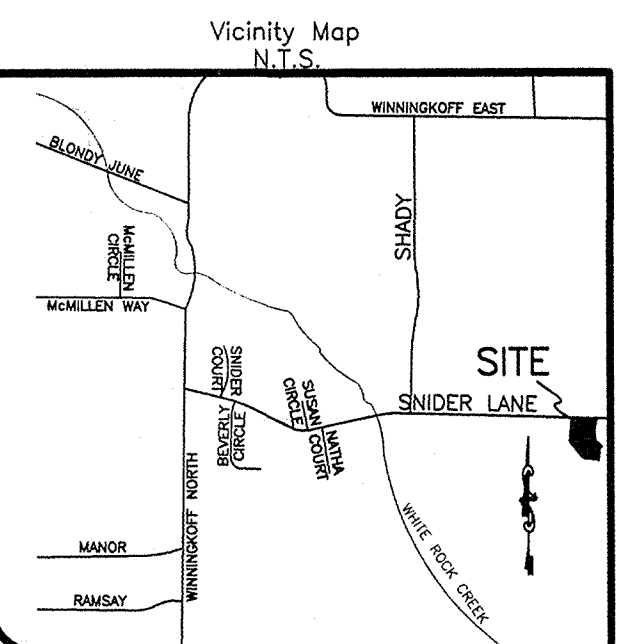 Vicinity Map
N.T.S.
WINNINGKOFF EAST
BLONDY JUNE
SHADY
McMILLEN
CIRCLE
McMILLEN WAY
SITE
SNIDER
COURT
SUSAN
CIRCLE
SNIDER LANE
BEVERLY
CIRCLE
NATHA
COURT
WINNINGKOFF NORTH
WHITE ROCK CREEK
MANOR
RAMSAY